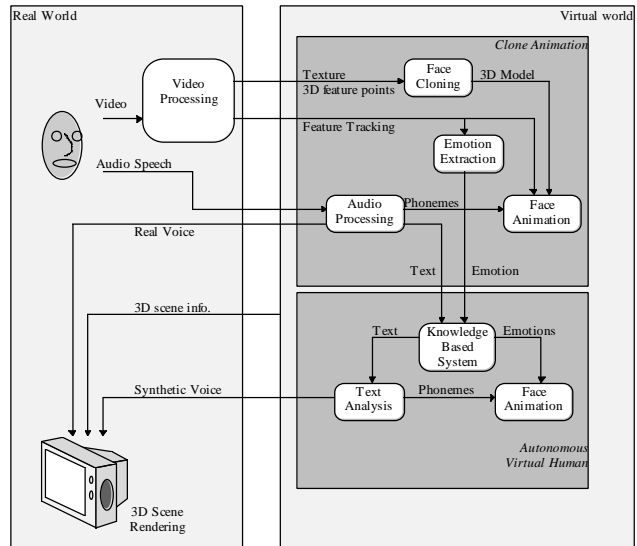 Real World
Virtual world
Clone Animation
Video
Processing
Texture
3D feature points
Face
Cloning
3D Model
Video
Feature Tracking
Emotion
Extraction
Audio Speech
Audio
Processing
Phonemes
Face
Animation
Real Voice
Text
Emotion
3D scene info.
Text
Knowledge
Based
System
Emotions
Synthetic Voice
Text
Analysis
Phonemes
Face
Animation
Autonomous
Virtual Human
3D Scene
Rendering